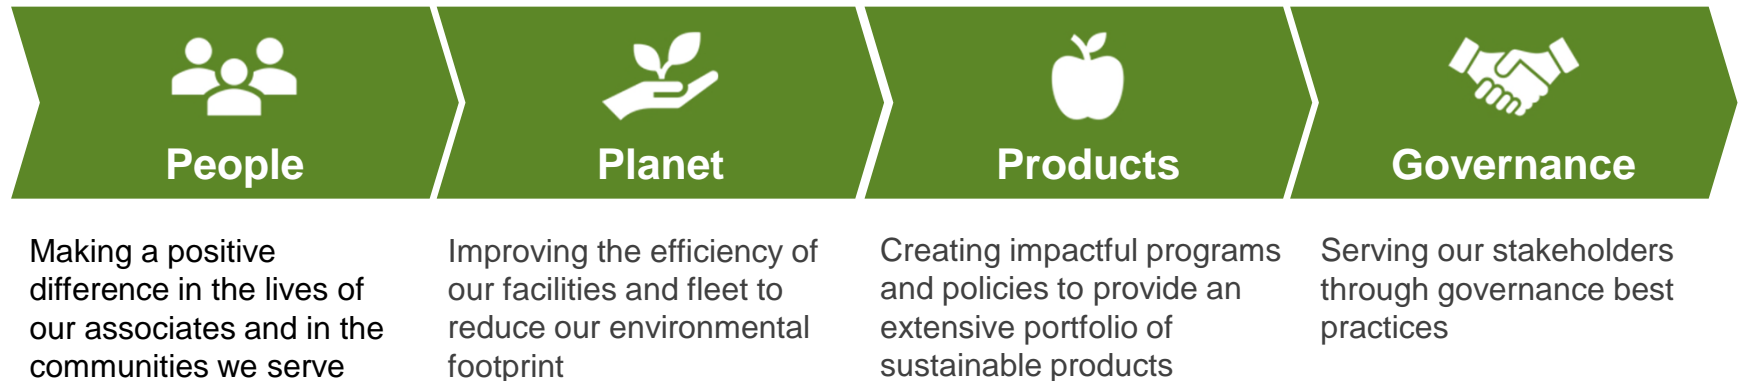 People
Making a positive
difference in the lives of
our associates and in the
communities we serve
Planet
Improving the efficiency of
our facilities and fleet to
reduce our environmental
footprint
Products
Creating impactful programs
and policies to provide an
extensive portfolio of
sustainable products
Governance
Serving our stakeholders
through governance best
practices